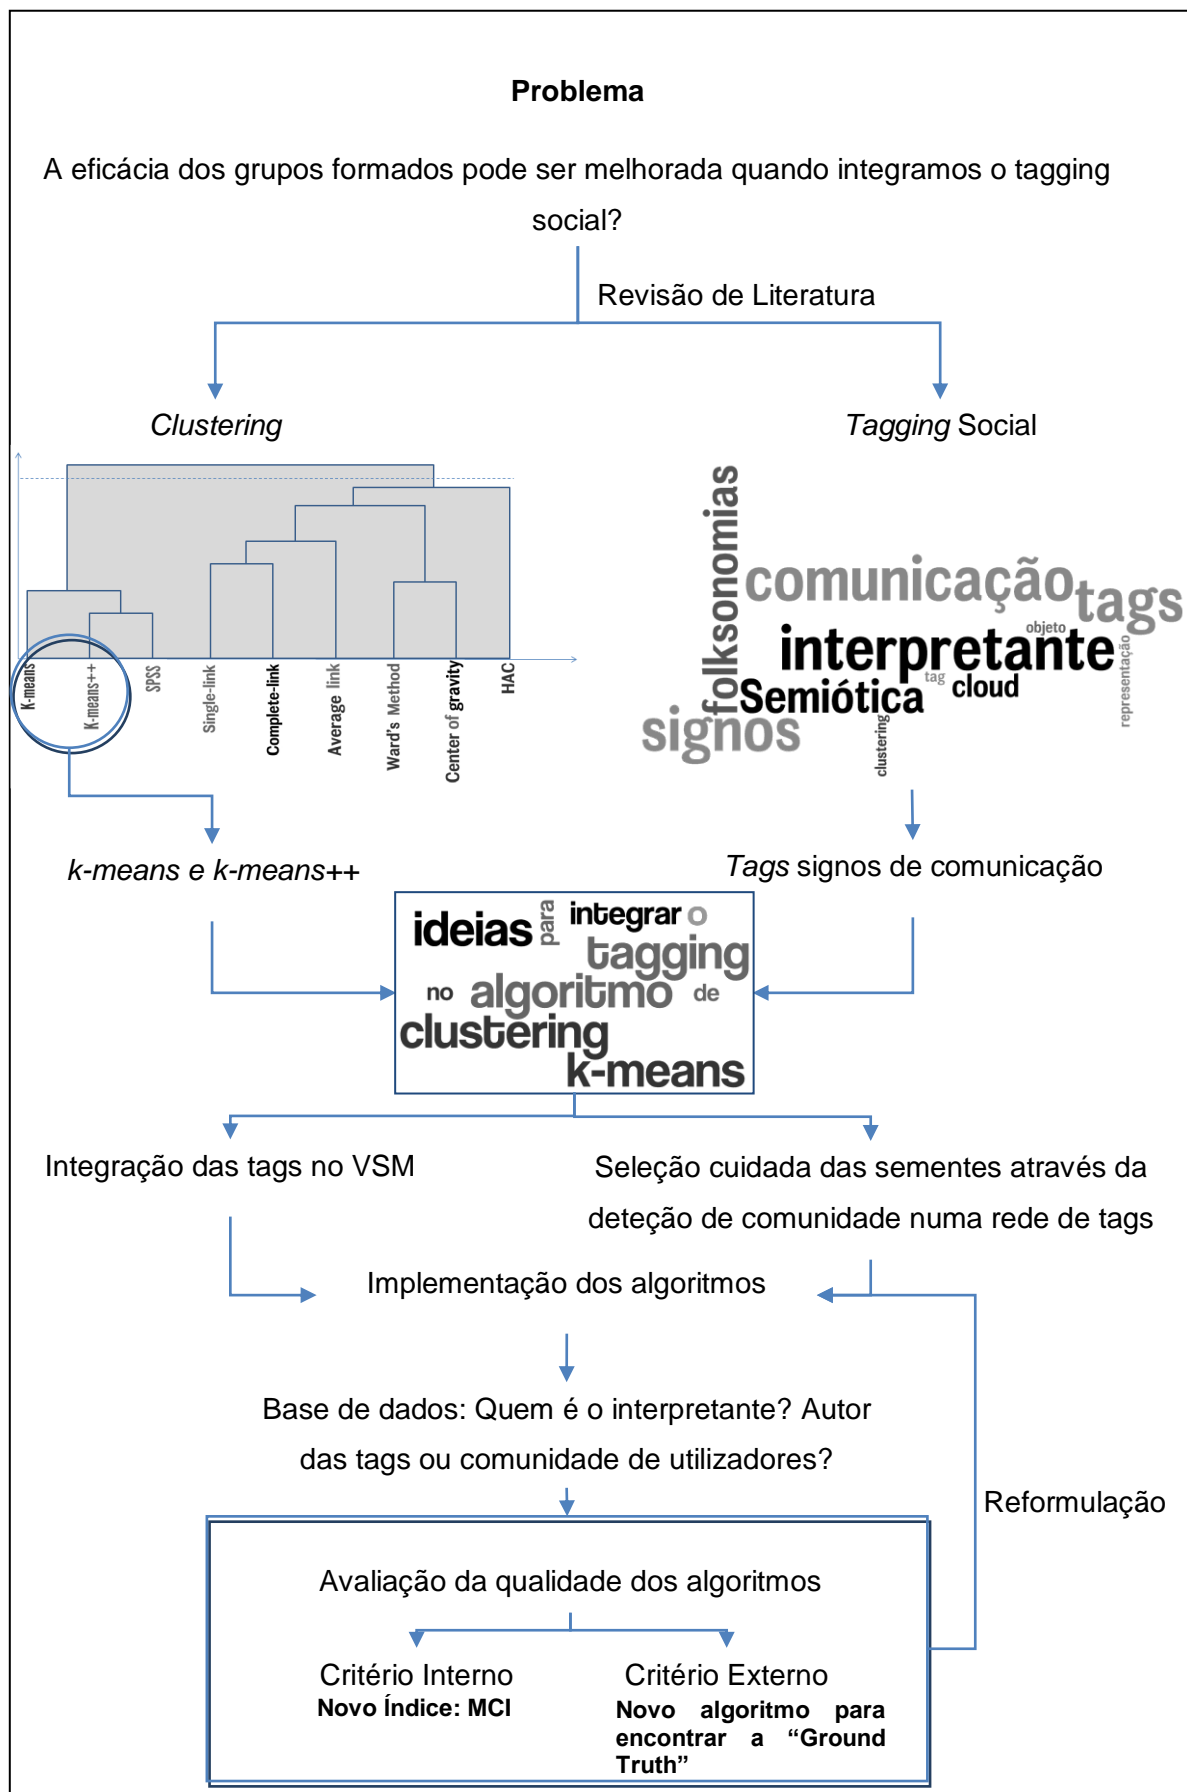 Problema
A eficácia dos grupos formados pode ser melhorada quando integramos o tagging
social?
Revisão de Literatura
Clustering
Tagging Social
K-means
K-means++
SPSS
Single-link
Complete-link
Average link
Ward's Method
Center of gravity
HAC
folksonomias
comunicação
tags
objeto
interpretante
representação
tag
cloud
Semiótica
signos
clustering
k-means e k-means++
Tags signos de comunicação
ideias para integrar o
tagging
no algoritmo de
clustering
k-means
Integração das tags no VSM
Seleção cuidada das sementes através da
deteção de comunidade numa rede de tags
Implementação dos algoritmos
Base de dados: Quem é o interpretante? Autor
das tags ou comunidade de utilizadores?
Reformulação
Avaliação da qualidade dos algoritmos
Critério Interno
Novo Índice: MCI
Critério Externo
Novo algoritmo para
encontrar a “Ground
Truth”